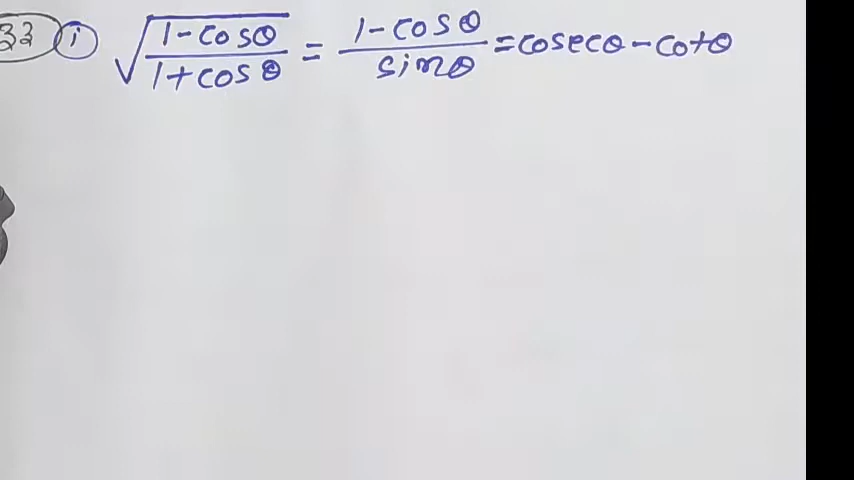 33 i √(1-cosθ/1+cosθ) = 1-cosθ/sinθ = cosecθ-cotθ